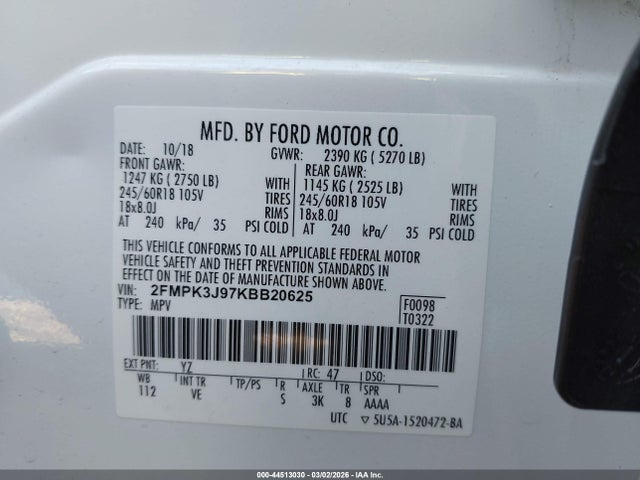 MFD. BY FORD MOTOR CO.
DATE: 10/18 GVWR: 2390 KG ( 5270 LB)
FRONT GAWR: REAR GAWR:
1247 KG ( 2750 LB) WITH 1145 KG ( 2525 LB) WITH
245/60R18 105V TIRES 245/60R18 105V TIRES
18x8.0J RIMS 18x8.0J RIMS
AT 240 kPa/ 35 PSI COLD AT 240 kPa/ 35 PSI COLD
THIS VEHICLE CONFORMS TO ALL APPLICABLE FEDERAL MOTOR
VEHICLE SAFETY AND THEFT PREVENTION STANDARDS IN
EFFECT ON THE DATE OF MANUFACTURE SHOWN ABOVE.
VIN: 2FMPK3J97KBB20625 F0098
TYPE: MPV T0322
EXT PNT: YZ RC: 47 DSO:
WB INT TR TP/PS R AXLE TR SPR
112 VE S 3K 8 AAAA
UTC ▽ 5U5A-1520472-BA
000-44513030 - 03/02/2026 - IAA Inc.